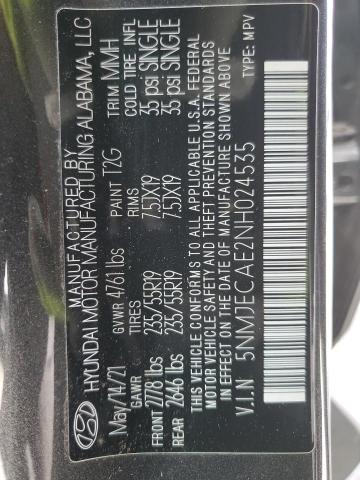 MANUFACTURED BY
HYUNDAI MOTOR MANUFACTURING ALABAMA, LLC
May/14/21 GVWR 4761 lbs PAINT T2G TRIM MMH
GAWR TIRES RIMS COLD TIRE INFL
FRONT 2778 lbs 235/55R19 7.5JX19 35 psi SINGLE
REAR 2646 lbs 235/55R19 7.5JX19 35 psi SINGLE
THIS VEHICLE CONFORMS TO ALL APPLICABLE U.S.A. FEDERAL
MOTOR VEHICLE SAFETY AND THEFT PREVENTION STANDARDS
IN EFFECT ON THE DATE OF MANUFACTURE SHOWN ABOVE
V.I.N 5NMJECAE2NH024535 TYPE: MPV